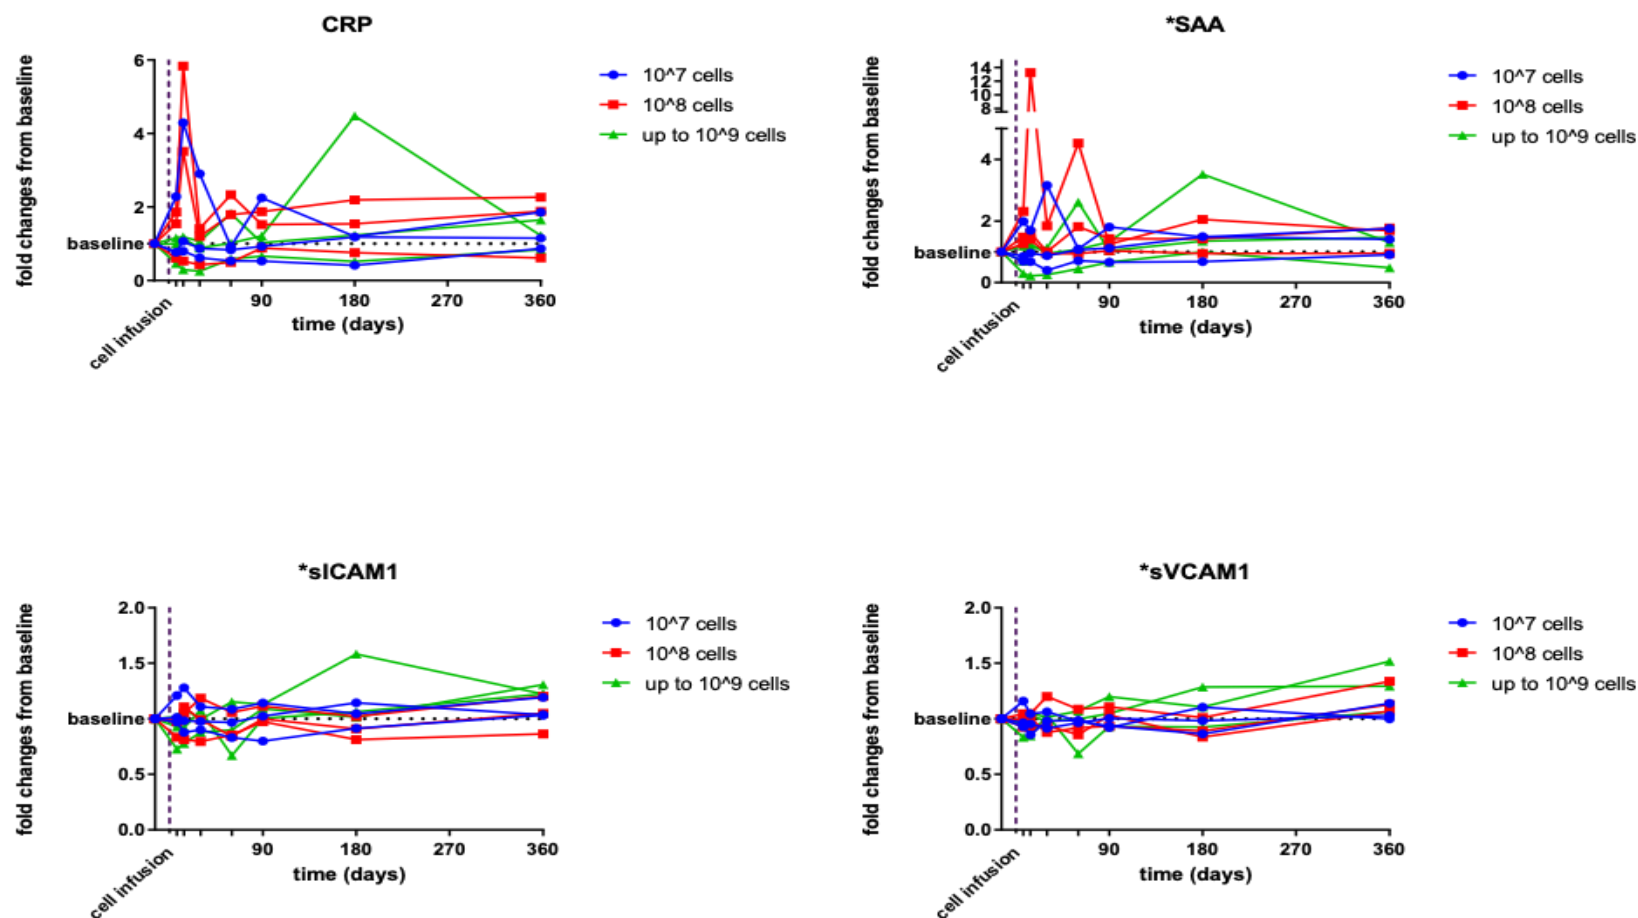 CRP
fold changes from baseline
6
4
2
baseline
0
90
180
270
360
cell infusion
time (days)
10^7 cells
10^8 cells
up to 10^9 cells
*SAA
fold changes from baseline
14
12
10
8
4
2
baseline
0
90
180
270
360
cell infusion
time (days)
10^7 cells
10^8 cells
up to 10^9 cells
*sICAM1
fold changes from baseline
2.0
1.5
baseline
0.5
0.0
90
180
270
360
cell infusion
time (days)
10^7 cells
10^8 cells
up to 10^9 cells
*sVCAM1
fold changes from baseline
2.0
1.5
baseline
0.5
0.0
90
180
270
360
cell infusion
time (days)
10^7 cells
10^8 cells
up to 10^9 cells